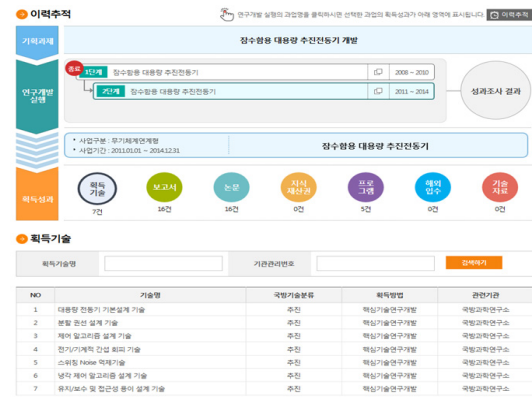 이력추적
연구개발 실행의 과업명을 클릭하시면 선택한 과업의 획득성과가 아래 영역에 표시됩니다. 이력추적
기획과제
잠수함용 대용량 추진전동기 개발
연구개발
실행
종료
1단계 잠수함용 대용량 추진전동기 2008 ~ 2010
2단계 잠수함용 대용량 추진전동기 2011 ~ 2014
성과조사 결과
• 사업구분 : 무기체계연계형
• 사업기간 : 2011.01.01 ~ 2014.12.31
잠수함용 대용량 추진전동기
획득성과
획득
기술
보고서
논문
지식
재산권
프로
그램
해외
입수
기술
자료
7건 16건 16건 0건 5건 0건 0건
획득기술
획득기술명 기관관리번호 검색하기
NO 기술명 국방기술분류 획득방법 관련기관
1 대용량 전동기 기본설계 기술 추진 핵심기술연구개발 국방과학연구소
2 분할 권선 설계 기술 추진 핵심기술연구개발 국방과학연구소
3 제어 알고리즘 설계 기술 추진 핵심기술연구개발 국방과학연구소
4 전기/기계적 간섭 회피 기술 추진 핵심기술연구개발 국방과학연구소
5 스위칭 Noise 억제기술 추진 핵심기술연구개발 국방과학연구소
6 냉각 제어 알고리즘 설계 기술 추진 핵심기술연구개발 국방과학연구소
7 유지/보수 및 접근성 용이 설계 기술 추진 핵심기술연구개발 국방과학연구소